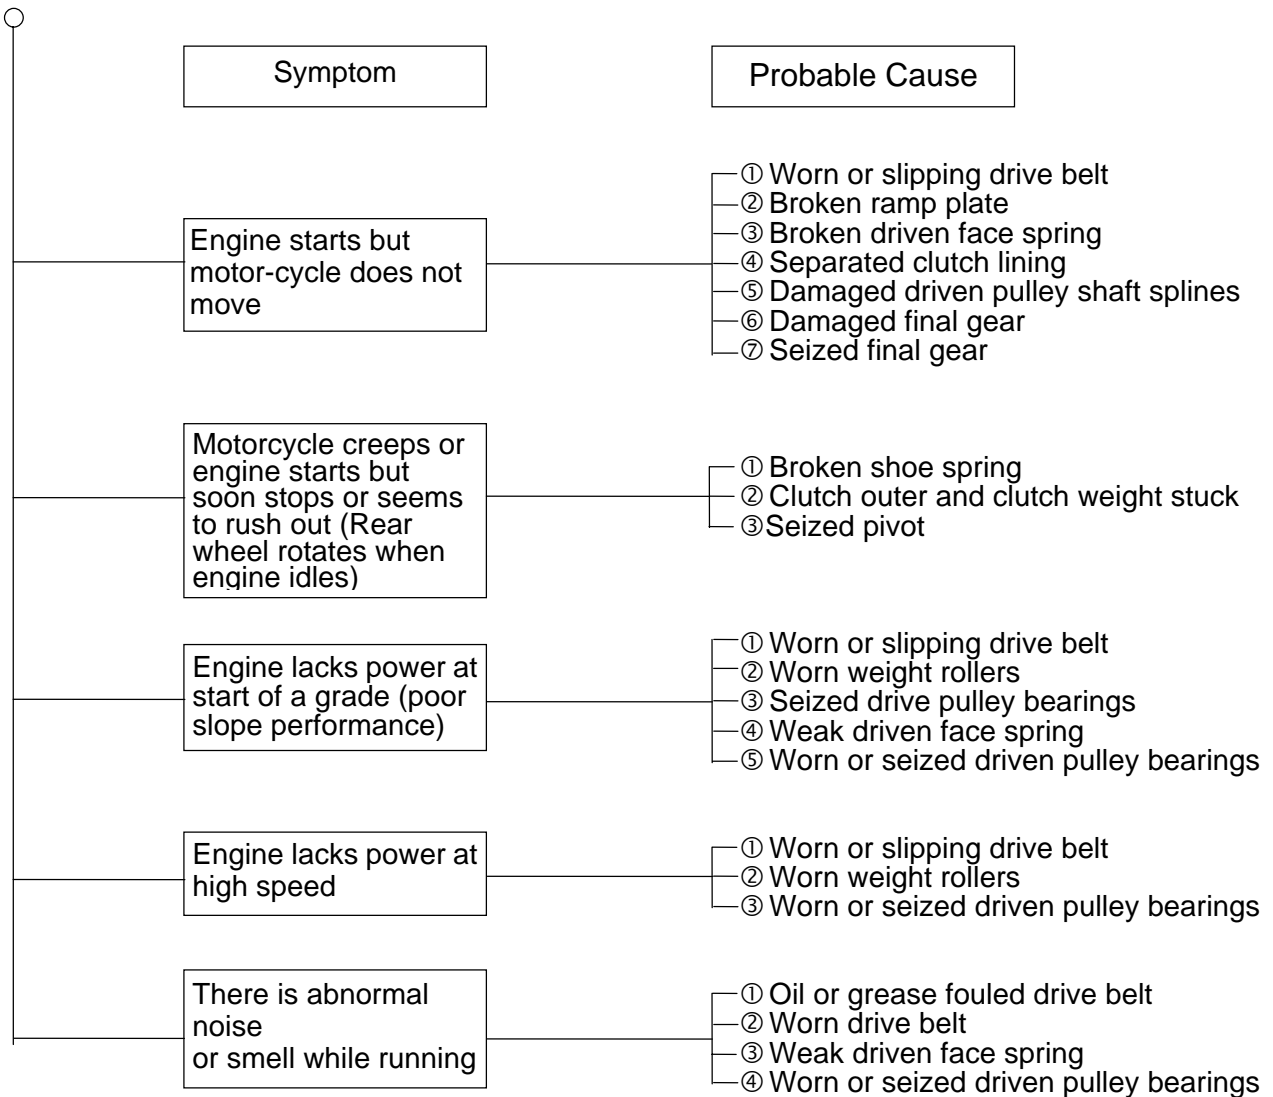 Symptom
Probable Cause
Engine starts but
motor-cycle does not
move
① Worn or slipping drive belt
② Broken ramp plate
③ Broken driven face spring
④ Separated clutch lining
⑤ Damaged driven pulley shaft splines
⑥ Damaged final gear
⑦ Seized final gear
Motorcycle creeps or
engine starts but
soon stops or seems
to rush out (Rear
wheel rotates when
engine idles)
① Broken shoe spring
② Clutch outer and clutch weight stuck
③Seized pivot
Engine lacks power at
start of a grade (poor
slope performance)
① Worn or slipping drive belt
② Worn weight rollers
③ Seized drive pulley bearings
④ Weak driven face spring
⑤ Worn or seized driven pulley bearings
Engine lacks power at
high speed
① Worn or slipping drive belt
② Worn weight rollers
③ Worn or seized driven pulley bearings
There is abnormal
noise
or smell while running
① Oil or grease fouled drive belt
② Worn drive belt
③ Weak driven face spring
④ Worn or seized driven pulley bearings